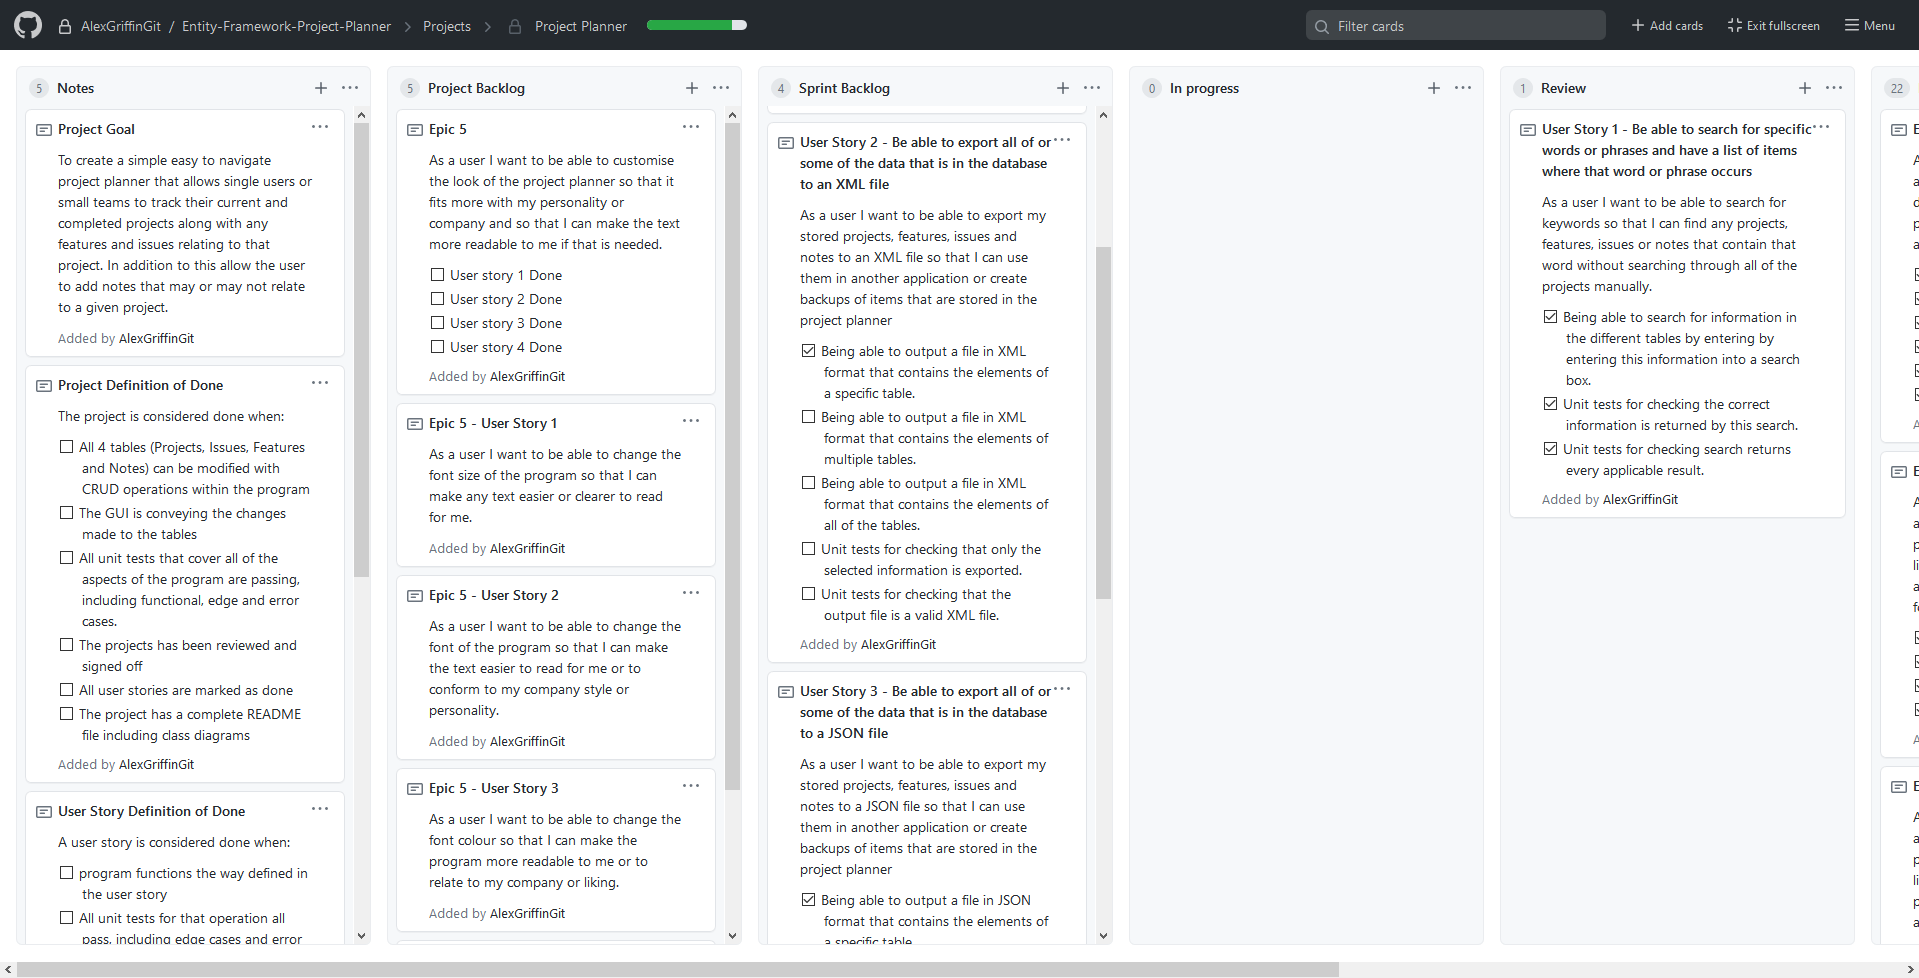 AlexGriffinGit / Entity-Framework-Project-Planner
Projects
Project Planner
Filter cards
Add cards
Exit fullscreen
Menu
5 Notes
Project Goal
To create a simple easy to navigate
project planner that allows single users or
small teams to track their current and
completed projects along with any
features and issues relating to that
project. In addition to this allow the user
to add notes that may or may not relate
to a given project.
Added by AlexGriffinGit
Project Definition of Done
The project is considered done when:
All 4 tables (Projects, Issues, Features
and Notes) can be modified with
CRUD operations within the program
The GUI is conveying the changes
made to the tables
All unit tests that cover all of the
aspects of the program are passing,
including functional, edge and error
cases.
The projects has been reviewed and
signed off
All user stories are marked as done
The project has a complete README
file including class diagrams
Added by AlexGriffinGit
User Story Definition of Done
A user story is considered done when:
program functions the way defined in
the user story
All unit tests for that operation all
pass, including edge cases and error
5 Project Backlog
Epic 5
As a user I want to be able to customise
the look of the project planner so that it
fits more with my personality or
company and so that I can make the text
more readable to me if that is needed.
User story 1 Done
User story 2 Done
User story 3 Done
User story 4 Done
Added by AlexGriffinGit
Epic 5 - User Story 1
As a user I want to be able to change the
font size of the program so that I can
make any text easier or clearer to read
for me.
Added by AlexGriffinGit
Epic 5 - User Story 2
As a user I want to be able to change the
font of the program so that I can make
the text easier to read for me or to
conform to my company style or
personality.
Added by AlexGriffinGit
Epic 5 - User Story 3
As a user I want to be able to change the
font colour so that I can make the
program more readable to me or to
relate to my company or liking.
Added by AlexGriffinGit
4 Sprint Backlog
User Story 2 - Be able to export all of or
some of the data that is in the database
to an XML file
As a user I want to be able to export my
stored projects, features, issues and
notes to an XML file so that I can use
them in another application or create
backups of items that are stored in the
project planner
Being able to output a file in XML
format that contains the elements of
a specific table.
Being able to output a file in XML
format that contains the elements of
multiple tables.
Being able to output a file in XML
format that contains the elements of
all of the tables.
Unit tests for checking that only the
selected information is exported.
Unit tests for checking that the
output file is a valid XML file.
Added by AlexGriffinGit
User Story 3 - Be able to export all of or
some of the data that is in the database
to a JSON file
As a user I want to be able to export my
stored projects, features, issues and
notes to a JSON file so that I can use
them in another application or create
backups of items that are stored in the
project planner
Being able to output a file in JSON
format that contains the elements of
a specific table
0 In progress
1 Review
User Story 1 - Be able to search for specific
words or phrases and have a list of items
where that word or phrase occurs
As a user I want to be able to search for
keywords so that I can find any projects,
features, issues or notes that contain that
word without searching through all of the
projects manually.
Being able to search for information in
the different tables by entering by
entering this information into a search
box.
Unit tests for checking the correct
information is returned by this search.
Unit tests for checking search returns
every applicable result.
Added by AlexGriffinGit
22